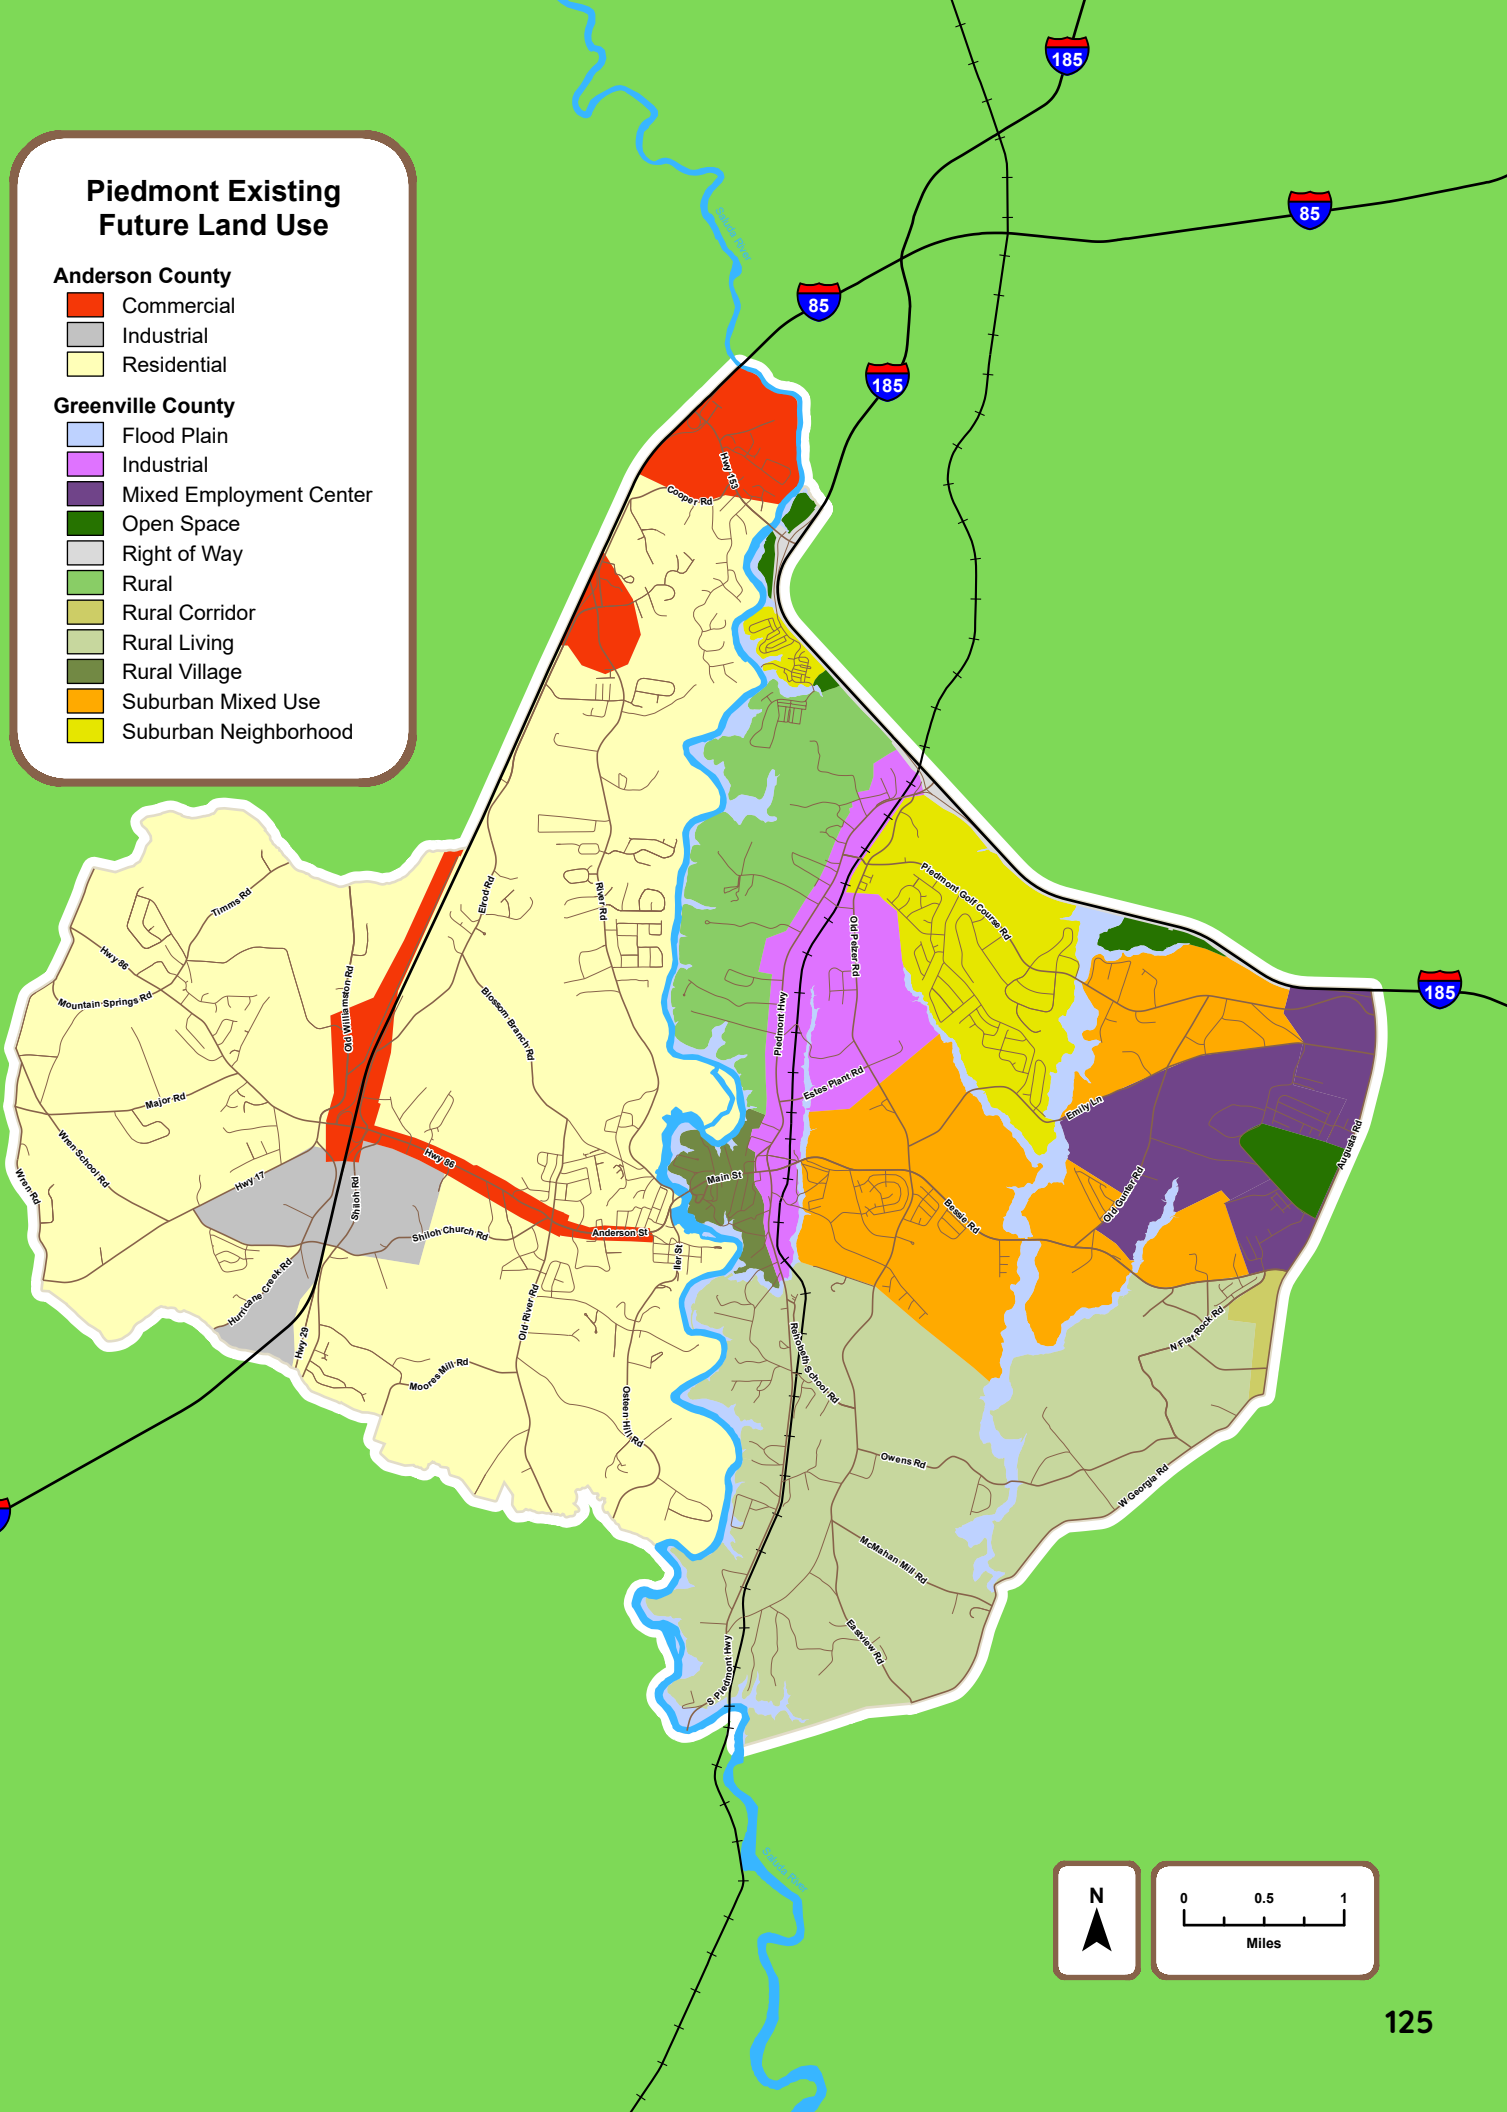 185
85
Saluda River
85
185
Piedmont Existing
Future Land Use
Anderson County
Commercial
Industrial
Residential
Greenville County
Flood Plain
Industrial
Mixed Employment Center
Open Space
Right of Way
Rural
Rural Corridor
Rural Living
Rural Village
Suburban Mixed Use
Suburban Neighborhood
Hwy 153
Cooper Rd
Elrod Rd
River Rd
Piedmont Golf Course Rd
Old Pelzer Rd
Timms Rd
Hwy 86
Mountain Springs Rd
Old Williamston Rd
Blossom Branch Rd
Piedmont Hwy
185
Estes Plant Rd
Major Rd
Emily Ln
Wren School Rd
Wren Rd
Hwy 17
Shiloh Rd
Hwy 86
Main St
Augusta Rd
Old Gunter Rd
Bessie Rd
Shiloh Church Rd
Anderson St
ller St
Hurricane Creek Rd
Old River Rd
Hwy 29
Moores Mill Rd
Osteen Hill Rd
Rehobeth School Rd
N Flat Rock Rd
Owens Rd
W Georgia Rd
McMahan Mill Rd
Eastview Rd
S Piedmont Hwy
Saluda River
N
0 0.5 1
Miles
125